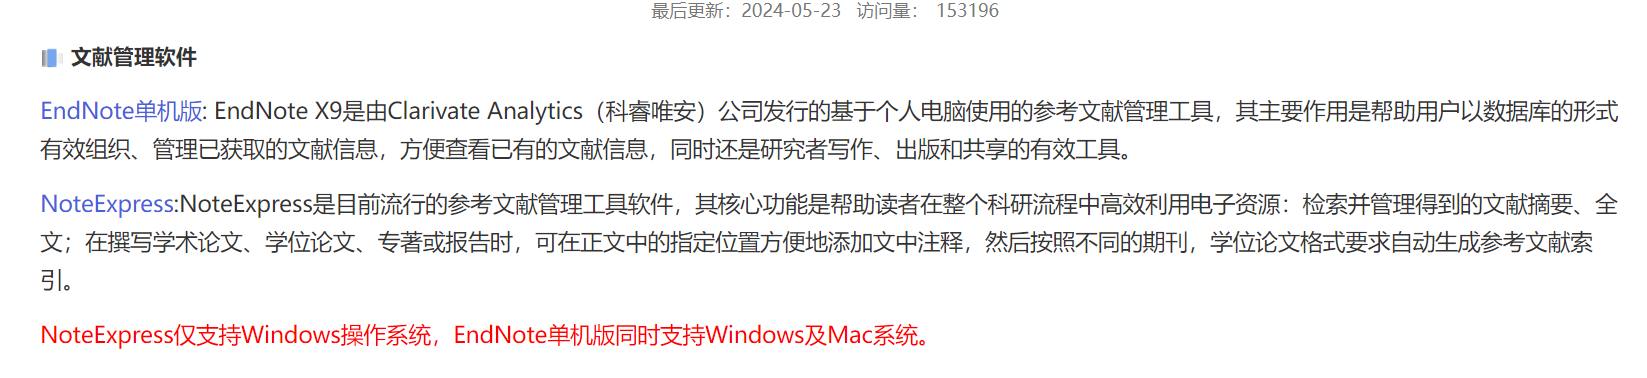 最后更新：2024-05-23 访问量： 153196
文献管理软件
EndNote单机版: EndNote X9是由Clarivate Analytics（科睿唯安）公司发行的基于个人电脑使用的参考文献管理工具，其主要作用是帮助用户以数据库的形式
有效组织、管理已获取的文献信息，方便查看已有的文献信息，同时还是研究者写作、出版和共享的有效工具。
NoteExpress:NoteExpress是目前流行的参考文献管理工具软件，其核心功能是帮助读者在整个科研流程中高效利用电子资源：检索并管理得到的文献摘要、全
文；在撰写学术论文、学位论文、专著或报告时，可在正文中的指定位置方便地添加文中注释，然后按照不同的期刊，学位论文格式要求自动生成参考文献索
引。
NoteExpress仅支持Windows操作系统，EndNote单机版同时支持Windows及Mac系统。